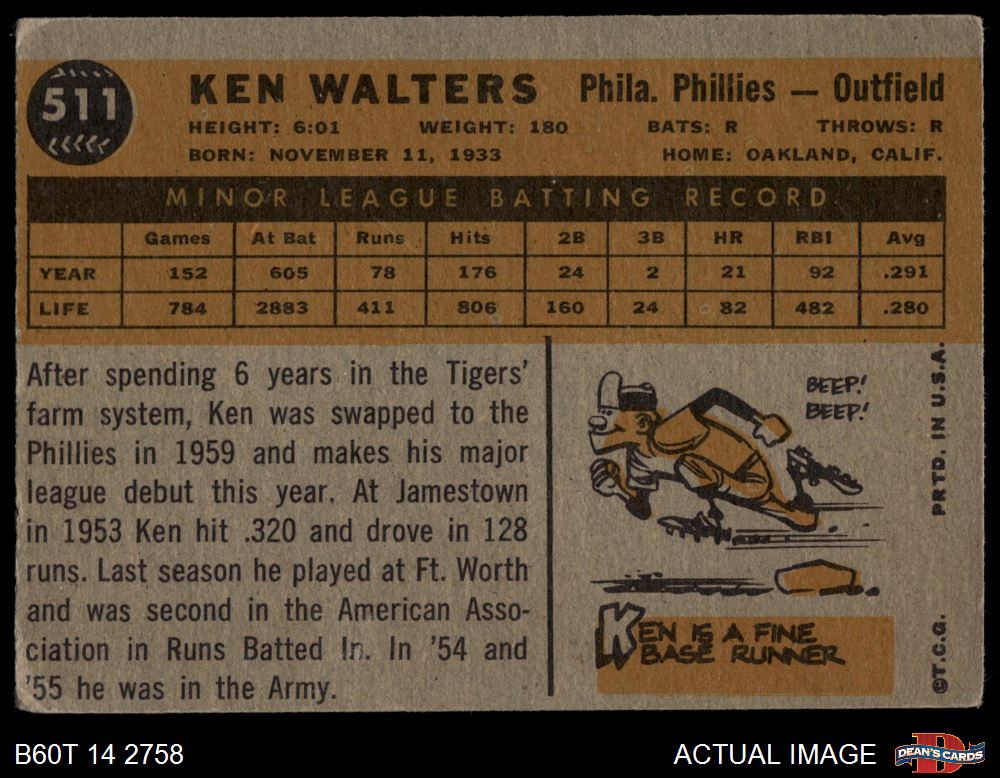 511
KEN WALTERS Phila. Phillies — Outfield
HEIGHT: 6:01 WEIGHT: 180 BATS: R THROWS: R
BORN: NOVEMBER 11, 1933 HOME: OAKLAND, CALIF.
MINOR LEAGUE BATTING RECORD
Games At Bat Runs Hits 2B 3B HR RBI Avg
YEAR 152 605 78 176 24 2 21 92 .291
LIFE 784 2883 411 806 160 24 82 482 .280
After spending 6 years in the Tigers'
farm system, Ken was swapped to the
Phillies in 1959 and makes his major
league debut this year. At Jamestown
in 1953 Ken hit .320 and drove in 128
runs. Last season he played at Ft. Worth
and was second in the American Asso-
ciation in Runs Batted In. In '54 and
'55 he was in the Army.
BEEP!
BEEP!
KEN IS A FINE
BASE RUNNER
©T.C.G. PRTD. IN U.S.A.
B60T 14 2758
ACTUAL IMAGE
D
DEAN'S CARDS